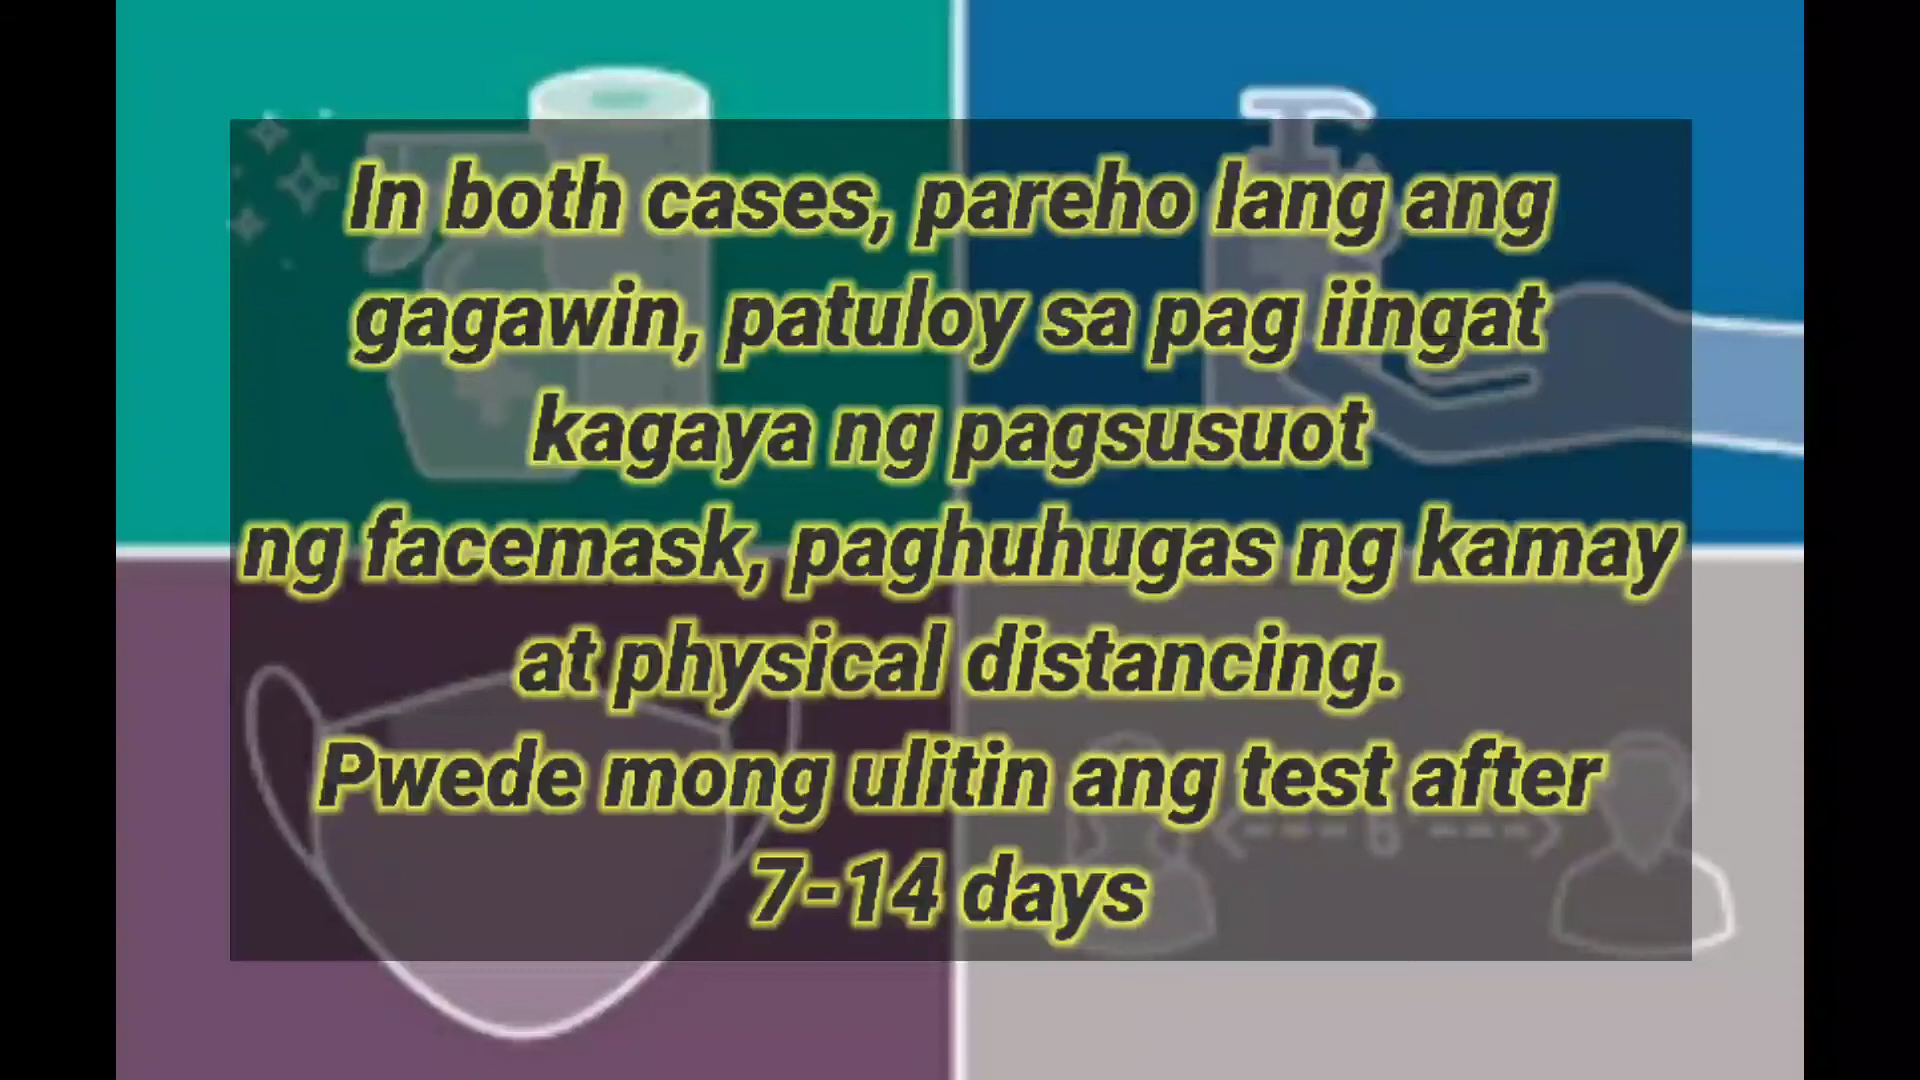 In both cases, pareho lang ang
gagawin, patuloy sa pag iingat
kagaya ng pagsusuot
ng facemask, paghuhugas ng kamay
at physical distancing.
Pwede mong ulitin ang test after
7-14 days